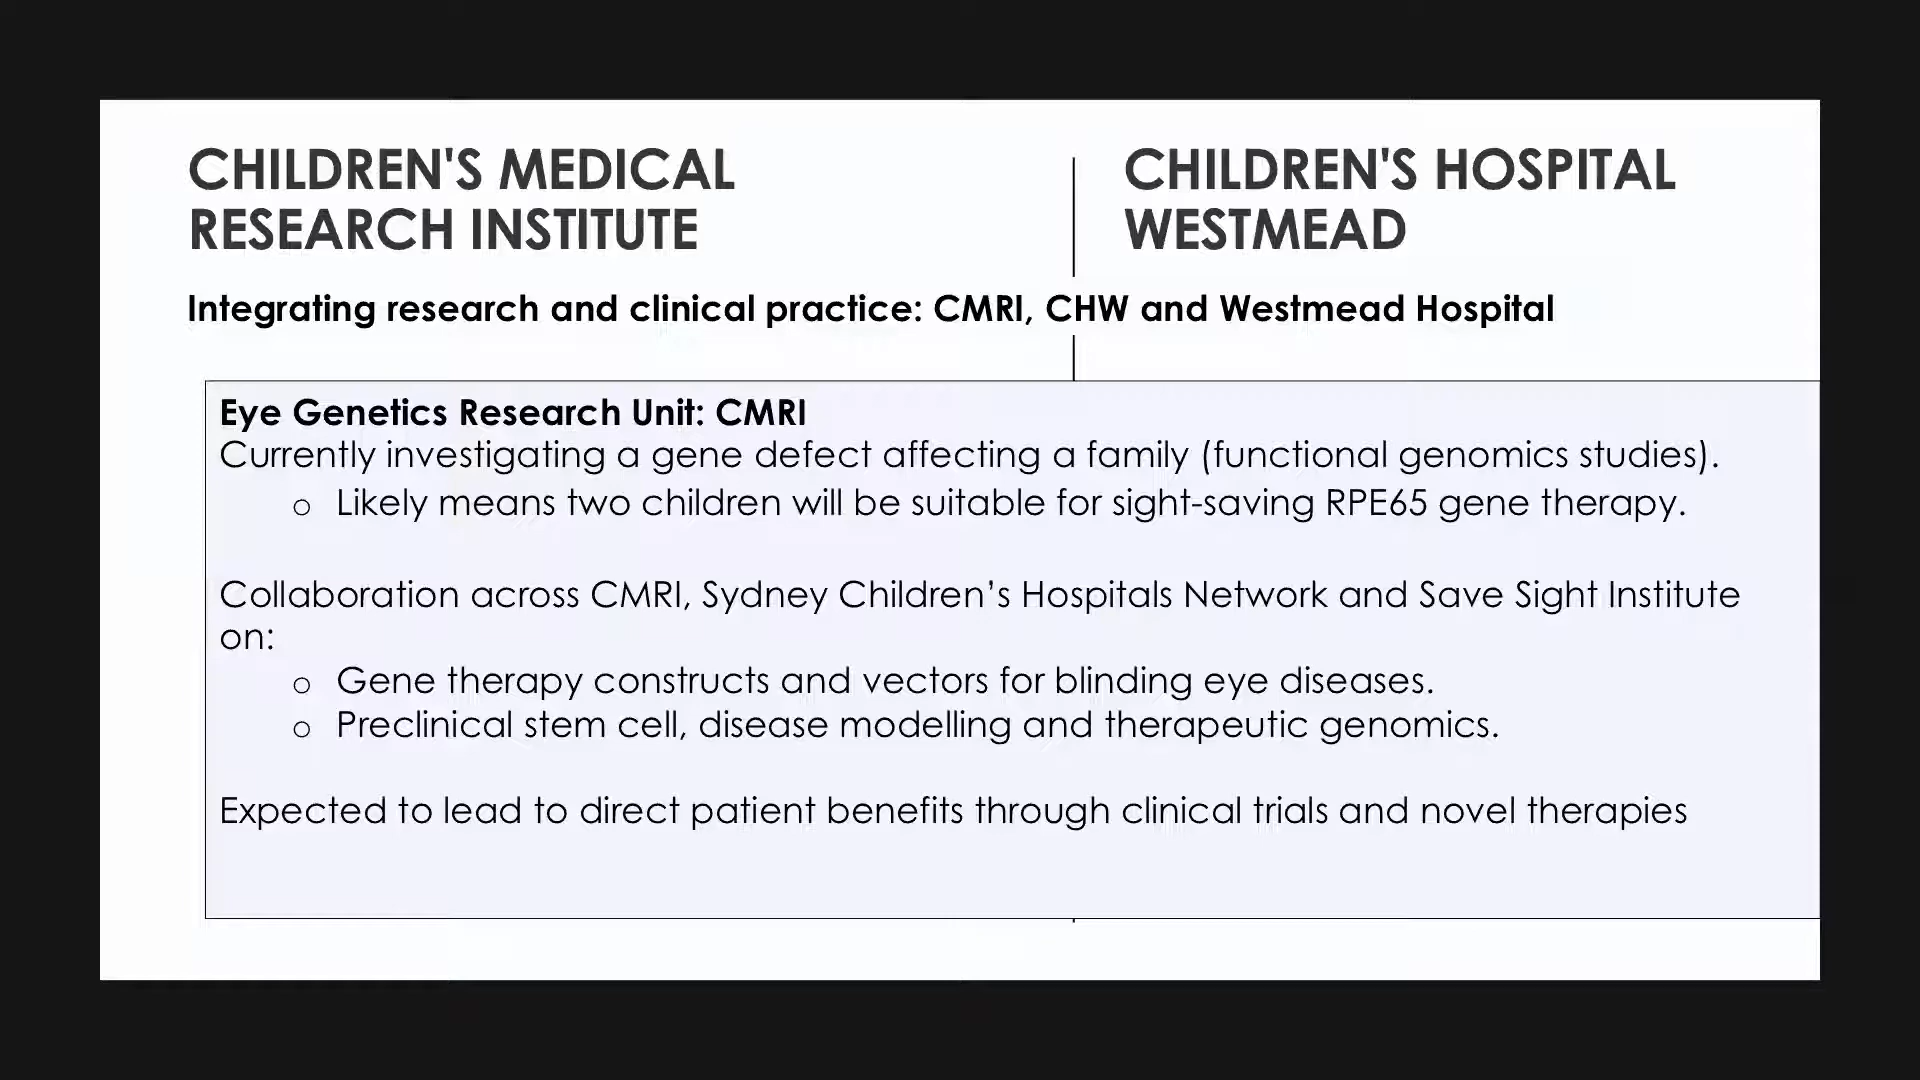 CHILDREN'S MEDICAL
RESEARCH INSTITUTE
CHILDREN'S HOSPITAL
WESTMEAD
Integrating research and clinical practice: CMRI, CHW and Westmead Hospital
Eye Genetics Research Unit: CMRI
Currently investigating a gene defect affecting a family (functional genomics studies).
o Likely means two children will be suitable for sight-saving RPE65 gene therapy.
Collaboration across CMRI, Sydney Children’s Hospitals Network and Save Sight Institute
on:
o Gene therapy constructs and vectors for blinding eye diseases.
o Preclinical stem cell, disease modelling and therapeutic genomics.
Expected to lead to direct patient benefits through clinical trials and novel therapies